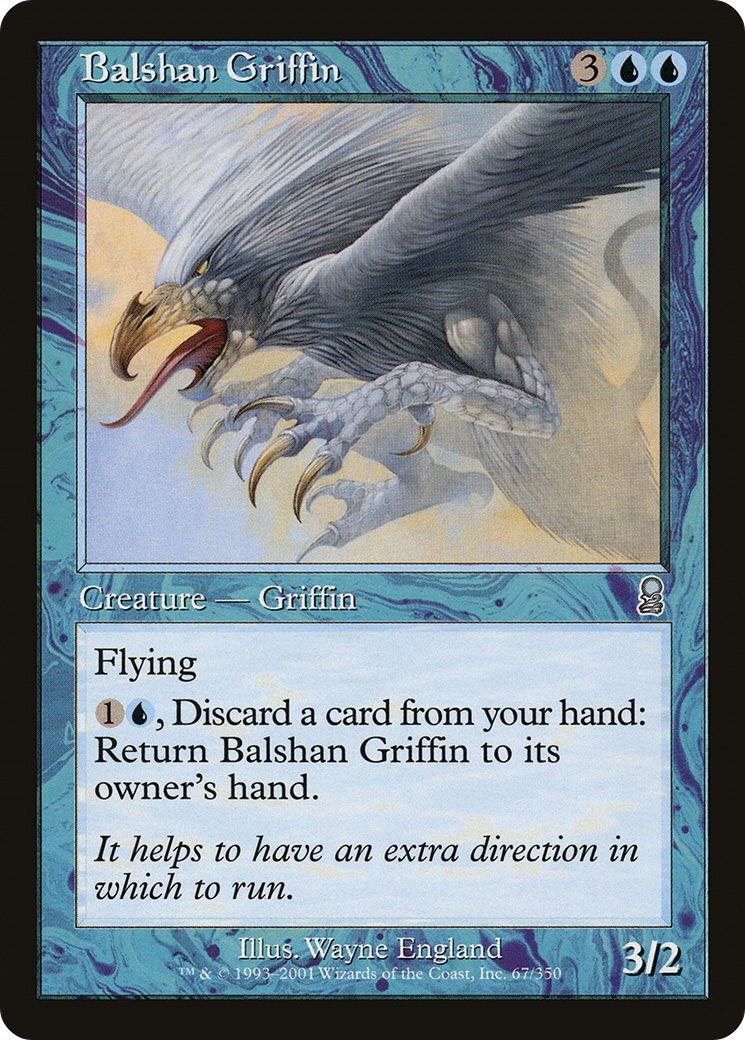 Balshan Griffin 3
Creature — Griffin
Flying
1, Discard a card from your hand:
Return Balshan Griffin to its
owner's hand.
It helps to have an extra direction in
which to run.
Illus. Wayne England
™ & © 1993–2001 Wizards of the Coast, Inc. 67/350
3/2